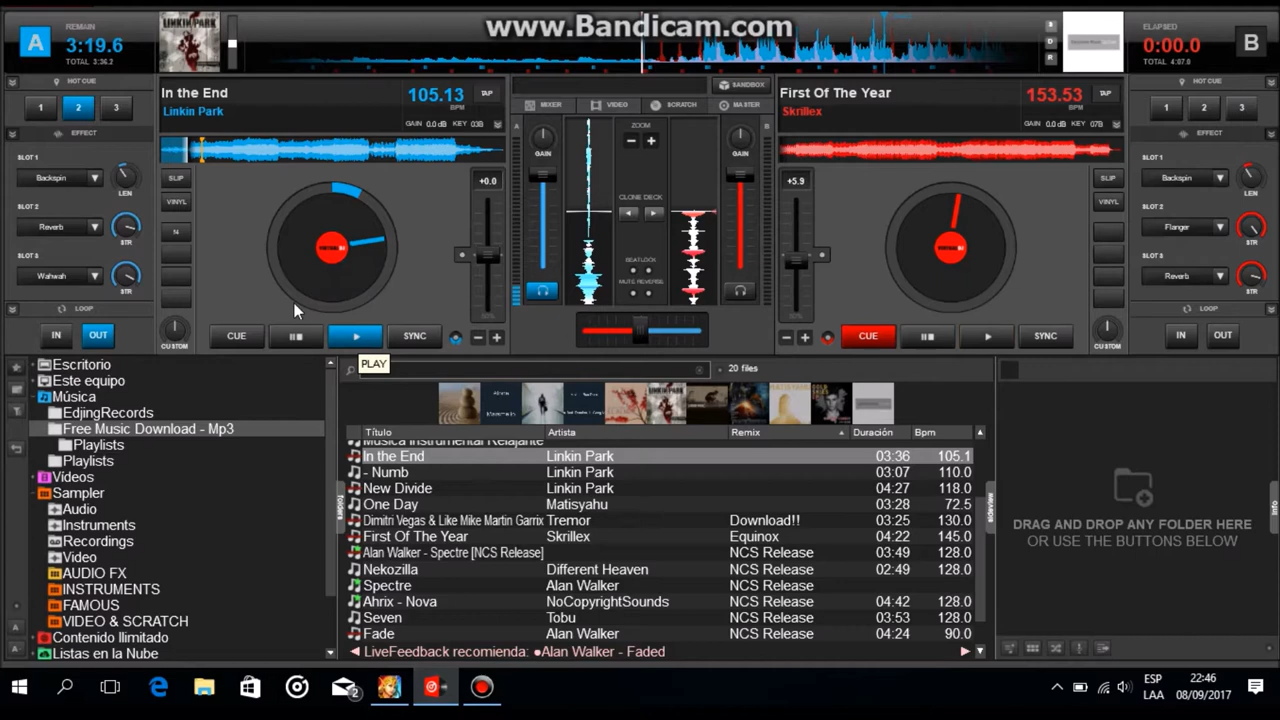 www.Bandicam.com
A
REMAIN
3:19.6
TOTAL 3:36.2
ELAPSED
0:00.0
TOTAL 4:07.0
B
HOT CUE
1 2 3
In the End
Linkin Park
105.13
BPM
TAP
GAIN 0.0 dB KEY 03B
SANDBOX
MIXER VIDEO SCRATCH MASTER
First Of The Year
Skrillex
153.53
BPM
TAP
GAIN 0.0 dB KEY 07B
HOT CUE
1 2 3
EFFECT
SLOT 1
Backspin
LEN
SLOT 2
Reverb
STR
SLOT 3
Wahwah
STR
LOOP
IN OUT
SLIP
VINYL
CUSTOM
+0.0
CUE
SYNC
A
GAIN
ZOOM
CLONE DECK
BEATLOCK
MUTE REVERSE
GAIN
B
+5.9
CUE
SYNC
SLIP
VINYL
CUSTOM
EFFECT
SLOT 1
Backspin
LEN
SLOT 2
Flanger
STR
SLOT 3
Reverb
STR
LOOP
IN OUT
PLAY
20 files
Escritorio
Este equipo
Música
EdjingRecords
Free Music Download - Mp3
Playlists
Playlists
Vídeos
Sampler
Audio
Instruments
Recordings
Video
AUDIO FX
INSTRUMENTS
FAMOUS
VIDEO & SCRATCH
Contenido Ilimitado
Listas en la Nube
folders
Título Artista Remix Duración Bpm
Musica Instrumental Relajante
In the End Linkin Park 03:36 105.1
- Numb Linkin Park 03:07 110.0
New Divide Linkin Park 04:27 118.0
One Day Matisyahu 03:28 72.5
Dimitri Vegas & Like Mike Martin Garrix Tremor Download!! 03:25 130.0
First Of The Year Skrillex Equinox 04:22 145.0
Alan Walker - Spectre [NCS Release] NCS Release 03:49 128.0
Nekozilla Different Heaven NCS Release 02:49 128.0
Spectre Alan Walker NCS Release
Ahrix - Nova NoCopyrightSounds NCS Release 04:42 128.0
Seven Tobu NCS Release 03:53 128.0
Fade Alan Walker NCS Release 04:24 90.0
LiveFeedback recomienda: ●Alan Walker - Faded
sideview
info
DRAG AND DROP ANY FOLDER HERE
OR USE THE BUTTONS BELOW
2
ESP
LAA
22:46
08/09/2017